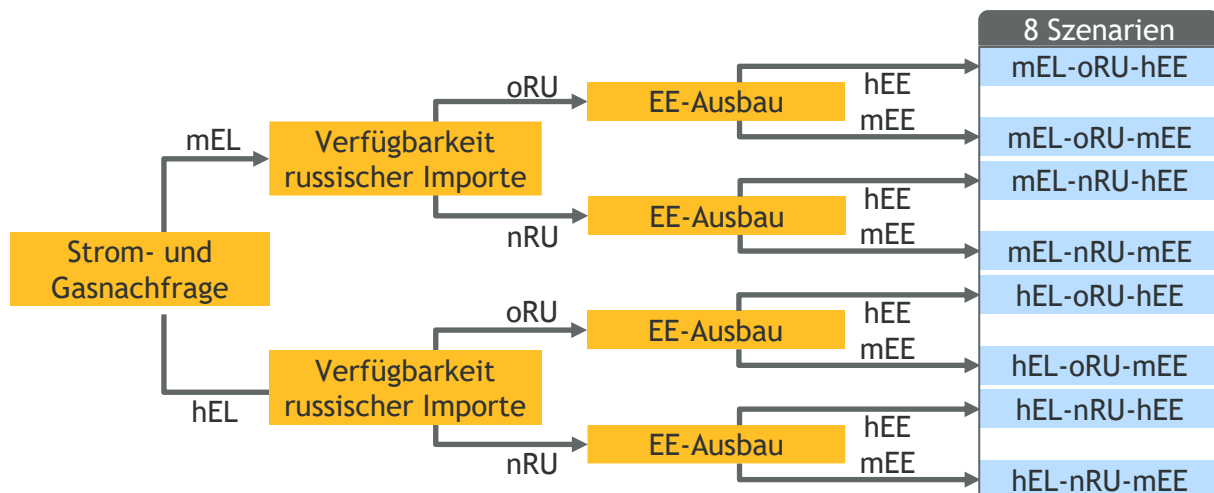 8 Szenarien
mEL-oRU-hEE
hEE
oRU
EE-Ausbau
mEE
mEL-oRU-mEE
mEL
Verfügbarkeit
russischer Importe
mEL-nRU-hEE
hEE
EE-Ausbau
nRU
mEE
mEL-nRU-mEE
Strom- und
Gasnachfrage
hEL-oRU-hEE
oRU
hEE
EE-Ausbau
mEE
hEL-oRU-mEE
Verfügbarkeit
russischer Importe
hEL
hEL-nRU-hEE
hEE
EE-Ausbau
nRU
mEE
hEL-nRU-mEE